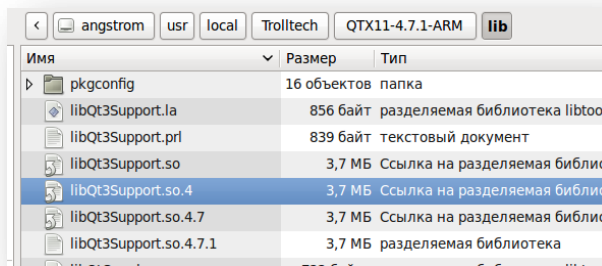 angstrom usr local Trolltech QTX11-4.7.1-ARM lib
Имя Размер Тип
pkgconfig 16 объектов папка
libQt3Support.la 856 байт разделяемая библиотека libtoo
libQt3Support.prl 839 байт текстовый документ
libQt3Support.so 3,7 МБ Ссылка на разделяемая библио
libQt3Support.so.4 3,7 МБ Ссылка на разделяемая библио
libQt3Support.so.4.7 3,7 МБ Ссылка на разделяемая библио
libQt3Support.so.4.7.1 3,7 МБ разделяемая библиотека